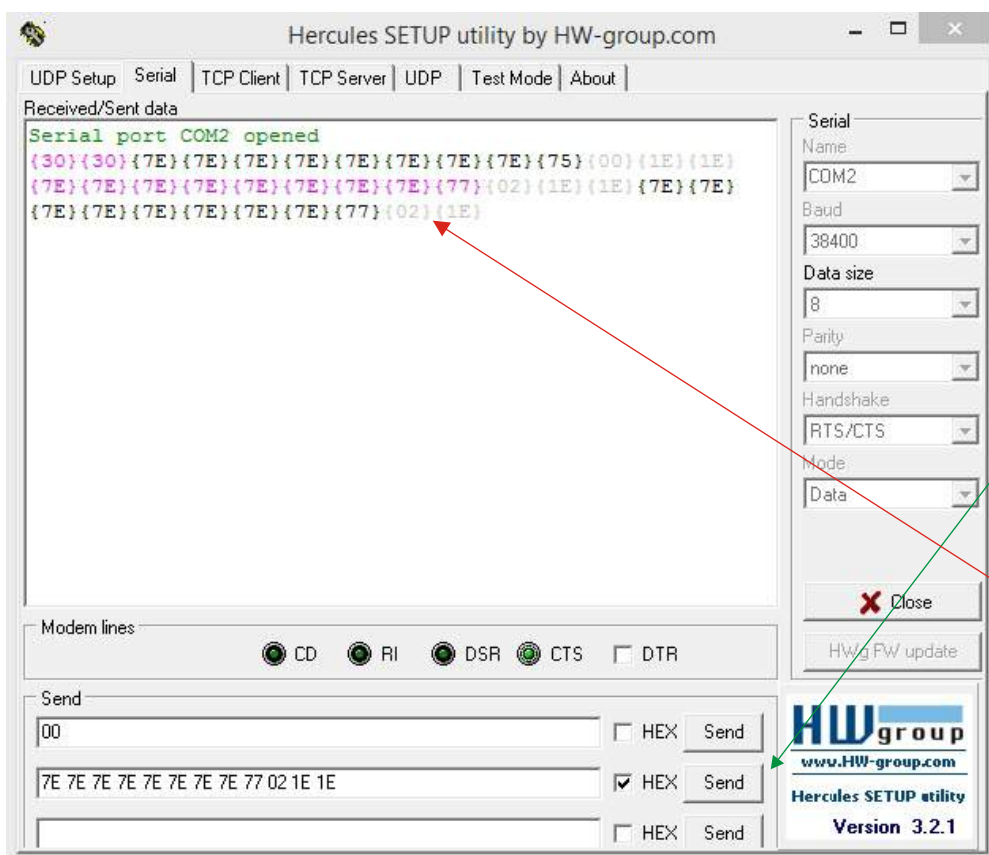 Hercules SETUP utility by HW-group.com
UDP Setup Serial TCP Client TCP Server UDP Test Mode About
Received/Sent data
Serial port COM2 opened
{30}{30}{7E}{7E}{7E}{7E}{7E}{7E}{7E}{7E}{75}{00}{1E}{1E}
{7E}{7E}{7E}{7E}{7E}{7E}{7E}{7E}{77}{02}{1E}{1E}{7E}{7E}
{7E}{7E}{7E}{7E}{7E}{7E}{77}{02}{1E}
Serial
Name
COM2
Baud
38400
Data size
8
Parity
none
Handshake
RTS/CTS
Mode
Data
Close
HWg FW update
Modem lines
CD RI DSR CTS DTR
Send
00 HEX Send
7E 7E 7E 7E 7E 7E 7E 7E 77 02 1E 1E HEX Send
HEX Send
HW group
www.HW-group.com
Hercules SETUP utility
Version 3.2.1